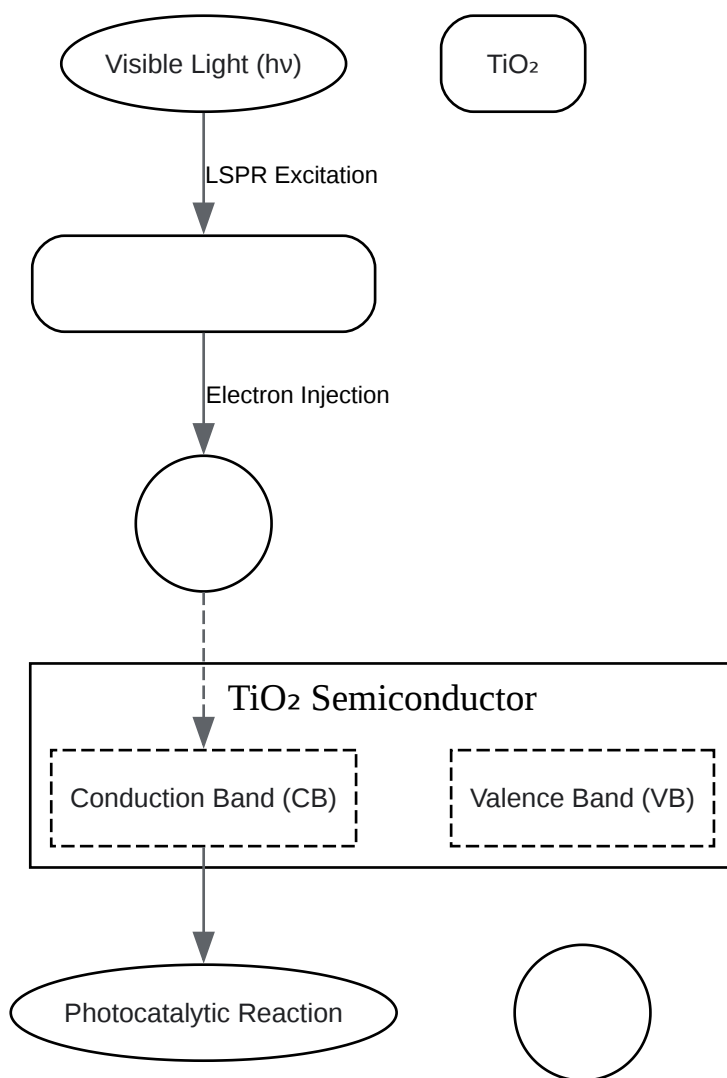 Visible Light (hν)
TiO₂
LSPR Excitation
Electron Injection
TiO₂ Semiconductor
Conduction Band (CB)
Valence Band (VB)
Photocatalytic Reaction